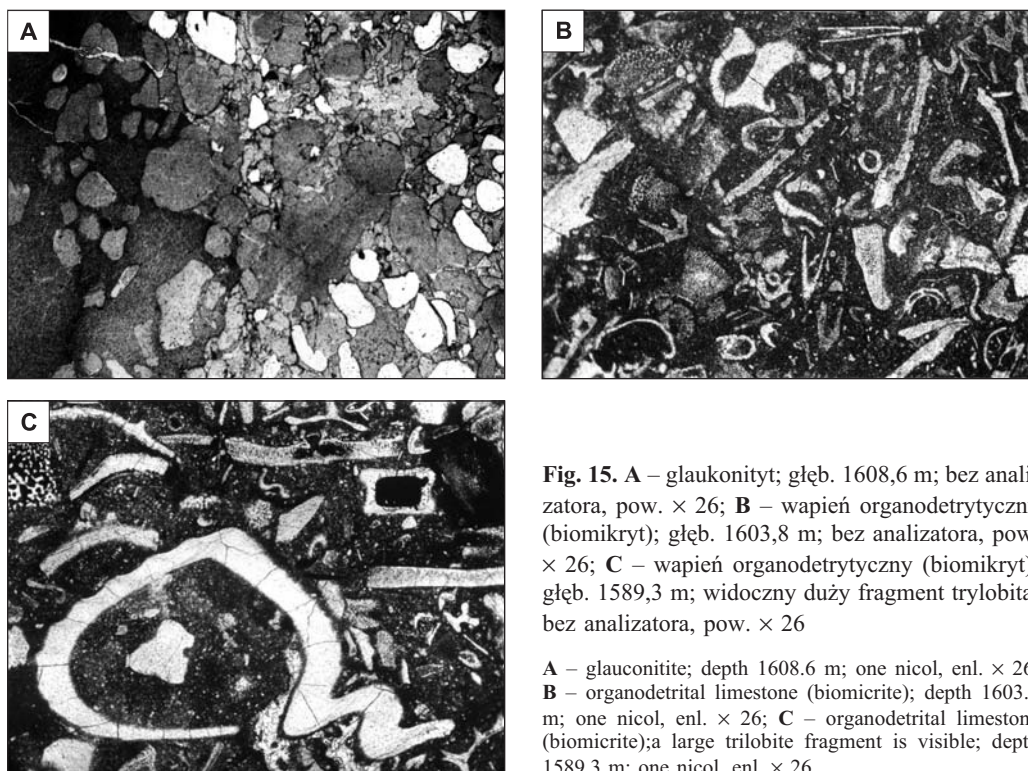 A
B
C
Fig. 15. A – glaukonityt; głęb. 1608,6 m; bez anali
zatora, pow. × 26; B – wapień organodetrytyczn
(biomikryt); głęb. 1603,8 m; bez analizatora, pow
× 26; C – wapień organodetrytyczny (biomikryt)
głęb. 1589,3 m; widoczny duży fragment trylobita
bez analizatora, pow. × 26
A – glauconitite; depth 1608.6 m; one nicol, enl. × 26
B – organodetrital limestone (biomicrite); depth 1603.
m; one nicol, enl. × 26; C – organodetrital limeston
(biomicrite);a large trilobite fragment is visible; dept
1589.3 m; one nicol, enl. × 26